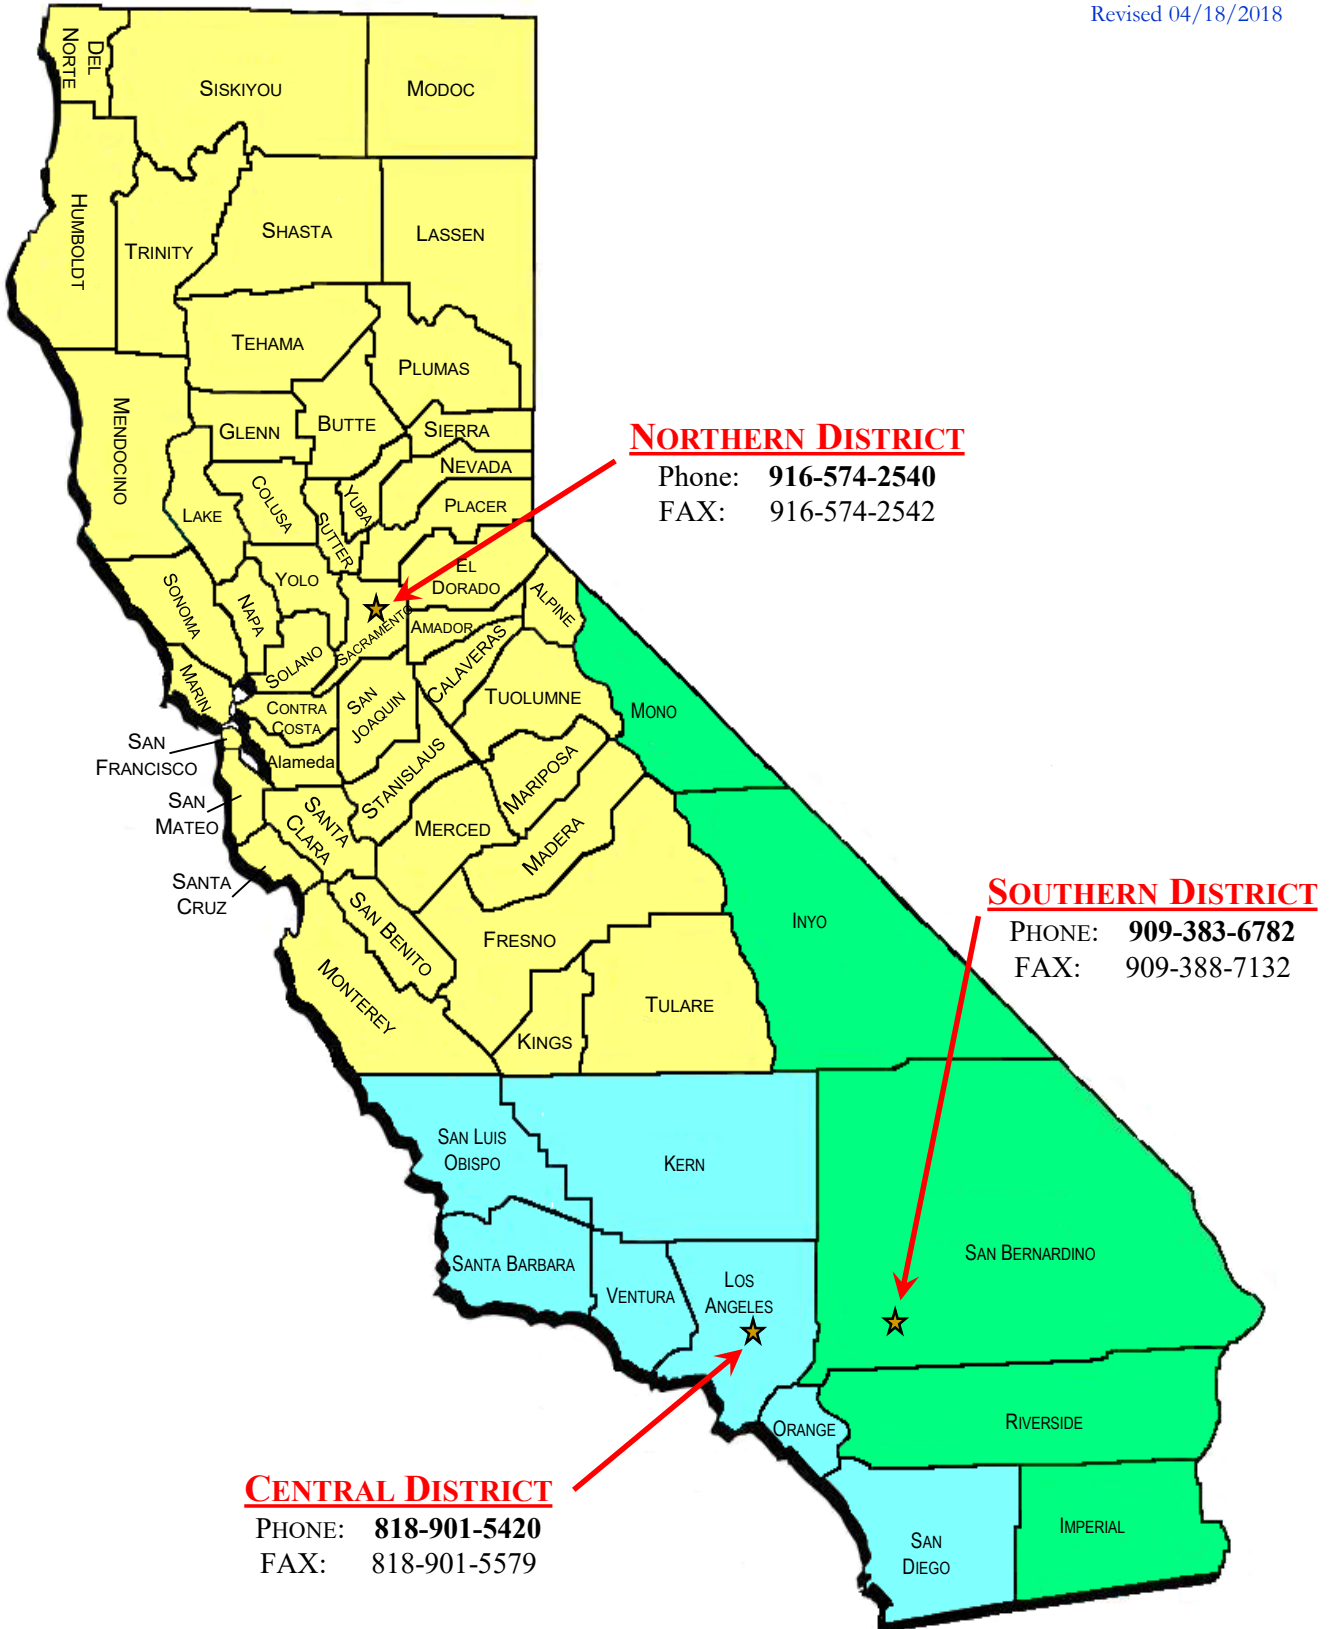 Revised 04/18/2018
DEL
NORTE
SISKIYOU
MODOC
HUMBOLDT
TRINITY
SHASTA
LASSEN
TEHAMA
PLUMAS
MENDOCINO
GLENN
BUTTE
SIERRA
NEVADA
PLACER
YUBA
SUTTER
COLUSA
LAKE
NORTHERN DISTRICT
Phone: 916-574-2540
FAX: 916-574-2542
SONOMA
NAPA
YOLO
EL
DORADO
ALPINE
SACRAMENTO
AMADOR
SOLANO
CALAVERAS
MARIN
CONTRA
COSTA
SAN
JOAQUIN
TUOLUMNE
MONO
SAN
FRANCISCO
Alameda
STANISLAUS
MARIPOSA
SAN
MATEO
SANTA
CLARA
MERCED
MADERA
SANTA
CRUZ
SAN BENITO
FRESNO
INYO
SOUTHERN DISTRICT
PHONE: 909-383-6782
FAX: 909-388-7132
MONTEREY
KINGS
TULARE
SAN LUIS
OBISPO
KERN
SANTA BARBARA
VENTURA
LOS
ANGELES
SAN BERNARDINO
ORANGE
RIVERSIDE
CENTRAL DISTRICT
PHONE: 818-901-5420
FAX: 818-901-5579
SAN
DIEGO
IMPERIAL